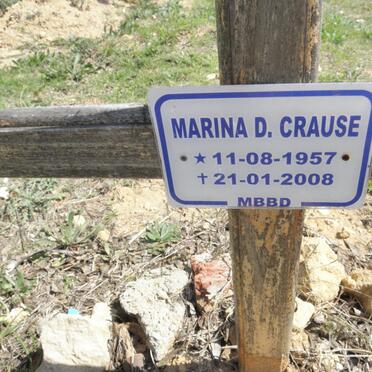 MARINA D. CRAUSE
★ 11-08-1957
✝ 21-01-2008
MBBD